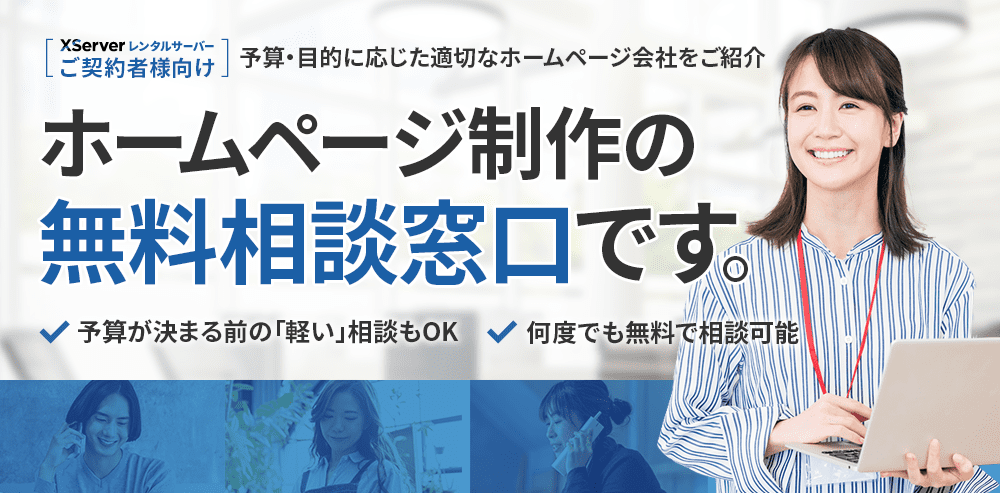 XServer レンタルサーバー
ご契約者様向け
予算・目的に応じた適切なホームページ会社をご紹介
ホームページ制作の
無料相談窓口です。
予算が決まる前の「軽い」相談もOK
何度でも無料で相談可能